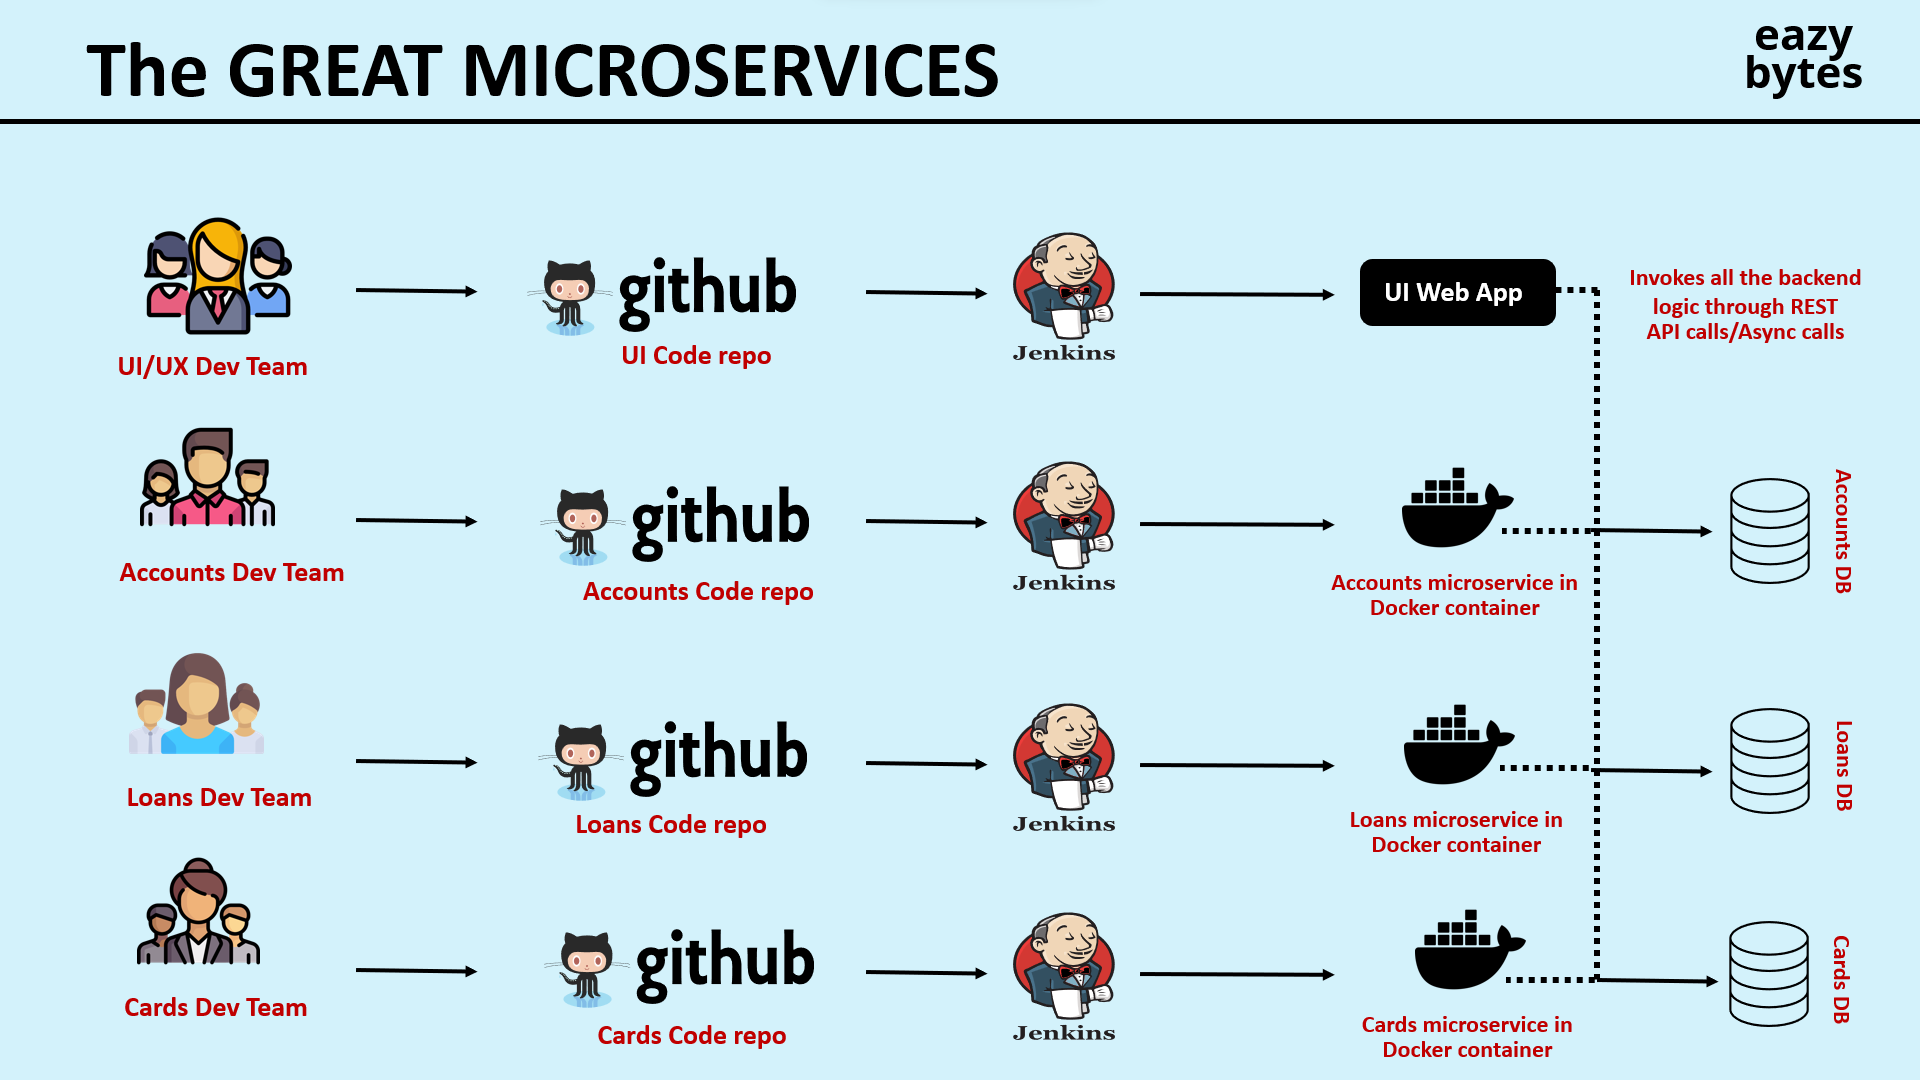 The GREAT MICROSERVICES
eazy
bytes
UI/UX Dev Team
github
UI Code repo
Jenkins
UI Web App
Invokes all the backend
logic through REST
API calls/Async calls
Accounts Dev Team
github
Accounts Code repo
Jenkins
Accounts microservice in
Docker container
Accounts DB
Loans Dev Team
github
Loans Code repo
Jenkins
Loans microservice in
Docker container
Loans DB
Cards Dev Team
github
Cards Code repo
Jenkins
Cards microservice in
Docker container
Cards DB